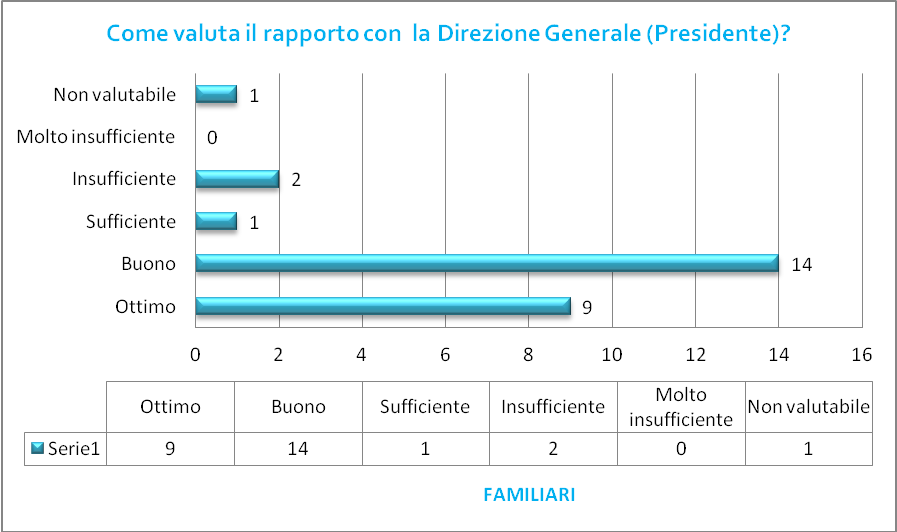 Come valuta il rapporto con la Direzione Generale (Presidente)?
Non valutabile 1
Molto insufficiente 0
Insufficiente 2
Sufficiente 1
Buono 14
Ottimo 9
0 2 4 6 8 10 12 14 16
Ottimo Buono Sufficiente Insufficiente Molto insufficiente Non valutabile
Serie1 9 14 1 2 0 1
FAMILIARI